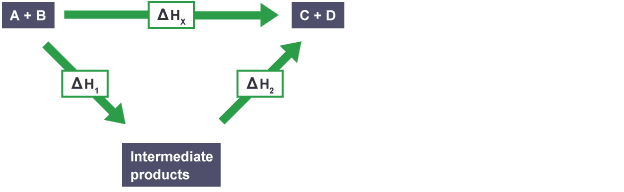 A + B
ΔHx
C + D
ΔH1
ΔH2
Intermediate
products